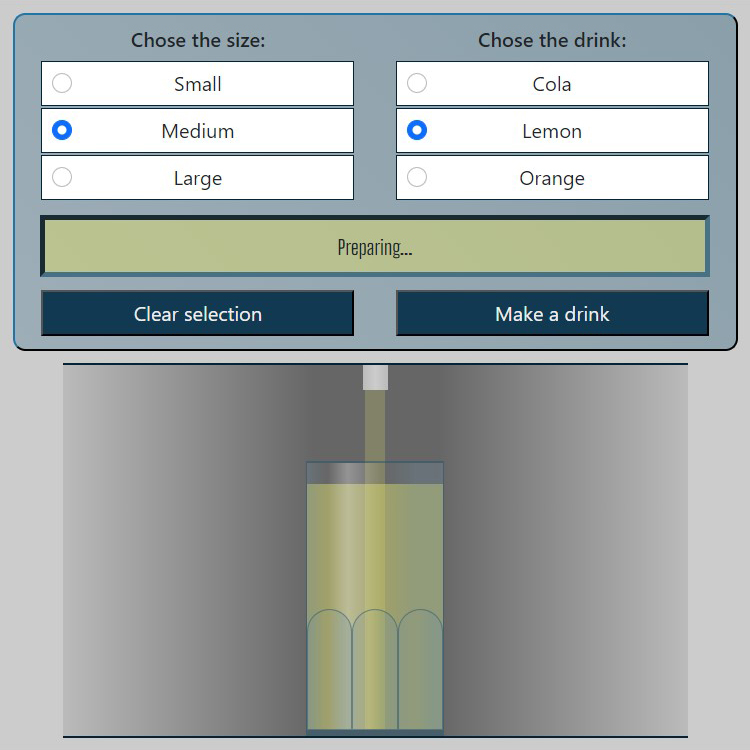 Chose the size:
Small
Medium
Large
Chose the drink:
Cola
Lemon
Orange
Preparing...
Clear selection
Make a drink